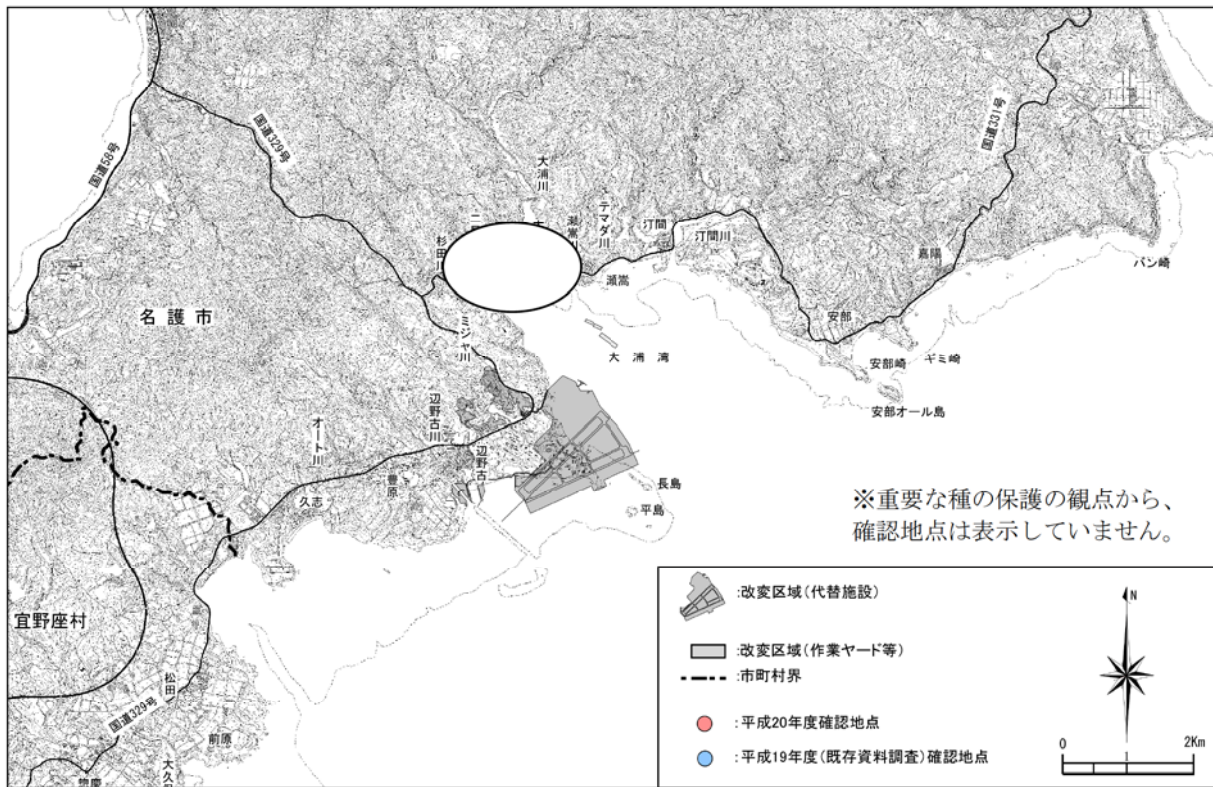 国道58号
国道329号
国道331号
大浦川
テマダ川
汀間
汀間川
杉田川
瀬嵩
嘉陽
バン崎
安部
名護市
ミジャ川
大浦湾
安部崎
ギミ崎
安部オール島
辺野古川
オート川
辺野古
豊原
久志
長島
平島
※重要な種の保護の観点から、
確認地点は表示していません。
宜野座村
松田
国道329号
前原
惣慶
:改変区域(代替施設)
:改変区域(作業ヤード等)
:市町村界
:平成20年度確認地点
:平成19年度(既存資料調査)確認地点
N
0 1 2Km